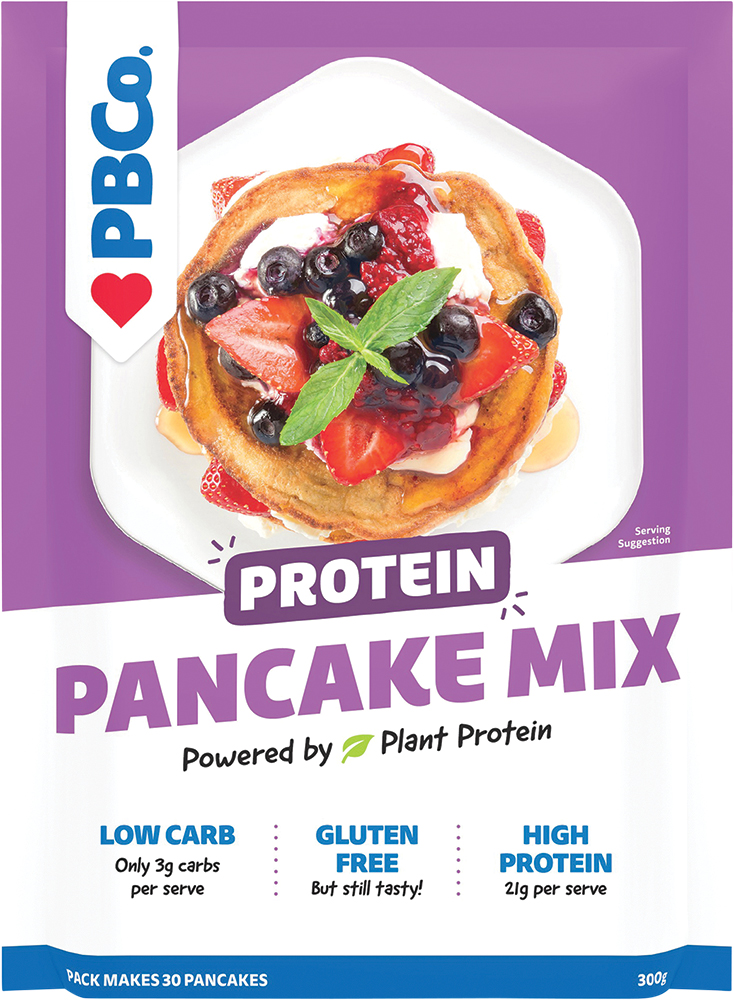 PBCo.
Serving
Suggestion
PROTEIN
PANCAKE MIX
Powered by Plant Protein
LOW CARB
Only 3g carbs
per serve
GLUTEN
FREE
But still tasty!
HIGH
PROTEIN
21g per serve
PACK MAKES 30 PANCAKES
300g